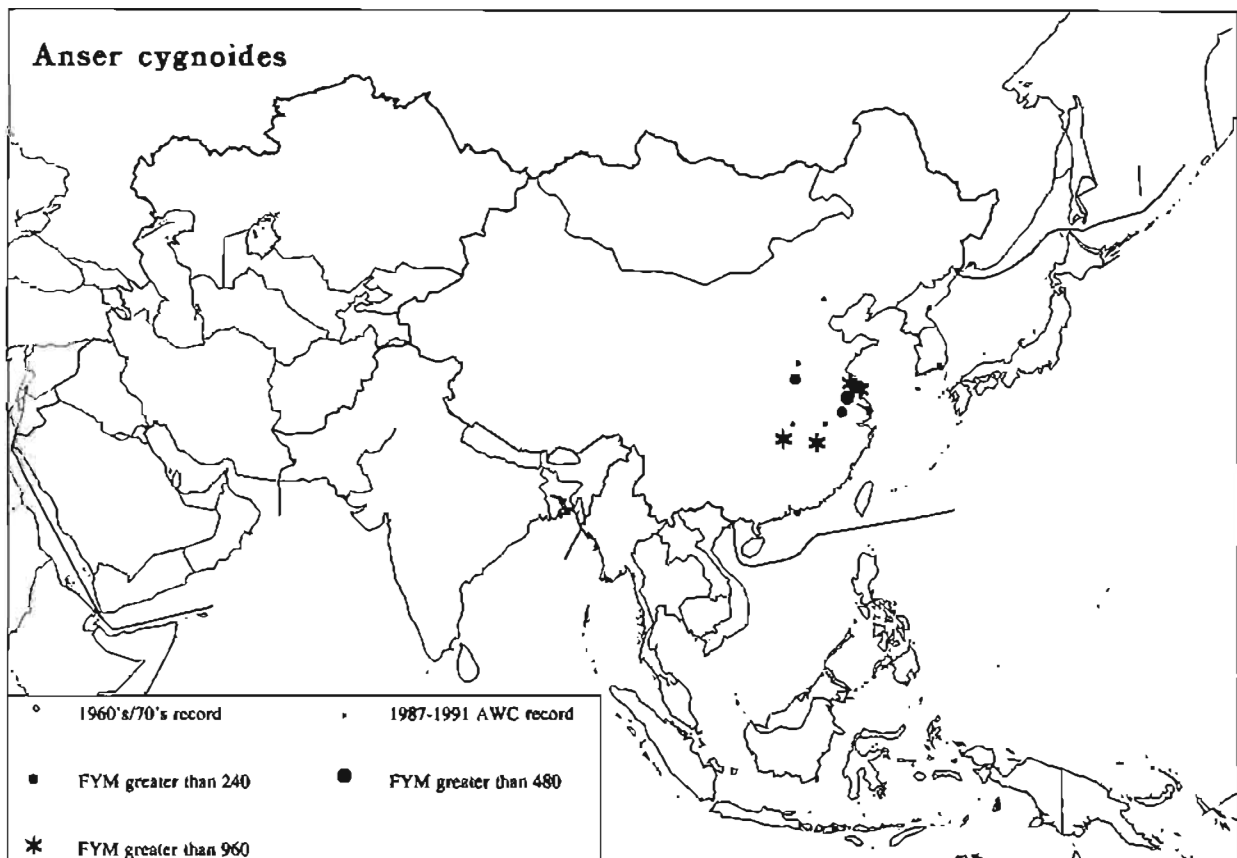 Anser cygnoides
1960's/70's record
1987-1991 AWC record
FYM greater than 240
FYM greater than 480
FYM greater than 960